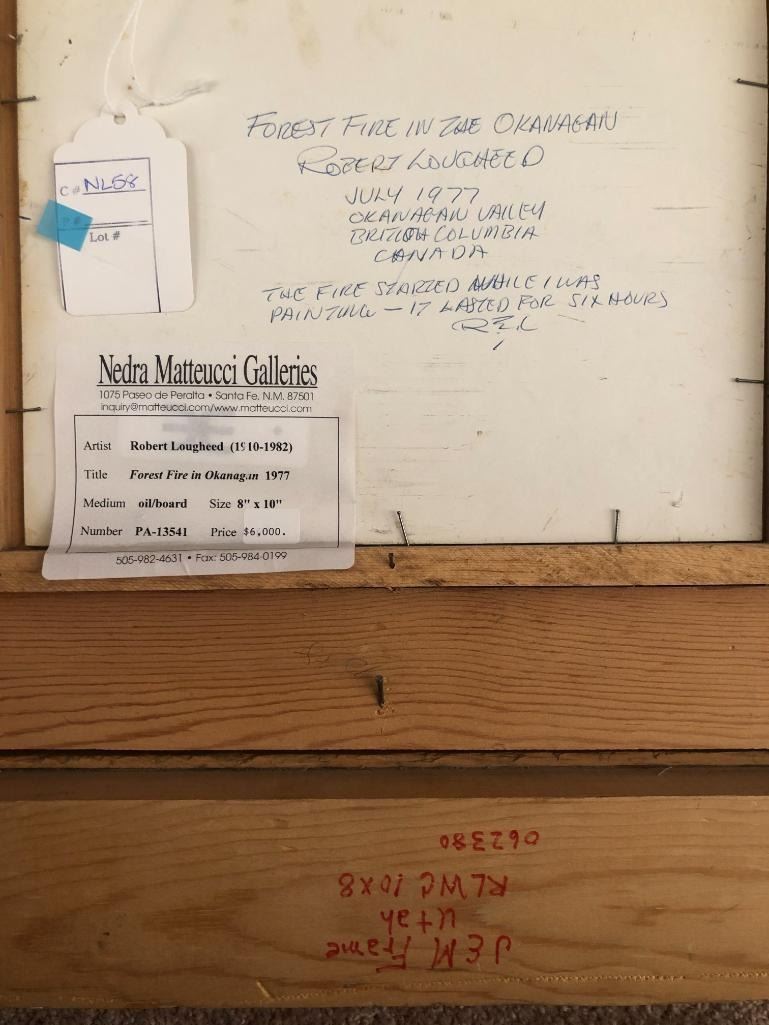 FOREST FIRE IN THE OKANAGAN
ROBERT LOUGHEED
JULY 1977
OKANAGAN VALLEY
BRITISH COLUMBIA
CANADA
THE FIRE STARTED WHILE I WAS
PAINTING — IT LASTED FOR SIX HOURS
REL
C # NL58
P #
Lot #
Nedra Matteucci Galleries
1075 Paseo de Peralta • Santa Fe, N.M. 87501
inquiry@matteucci.com/www.matteucci.com
Artist Robert Lougheed (1910-1982)
Title Forest Fire in Okanagan 1977
Medium oil/board Size 8" x 10"
Number PA-13541 Price $6,000.
505-982-4631 • Fax: 505-984-0199
JEM Frame
Utah
RLWC 10x8
062380